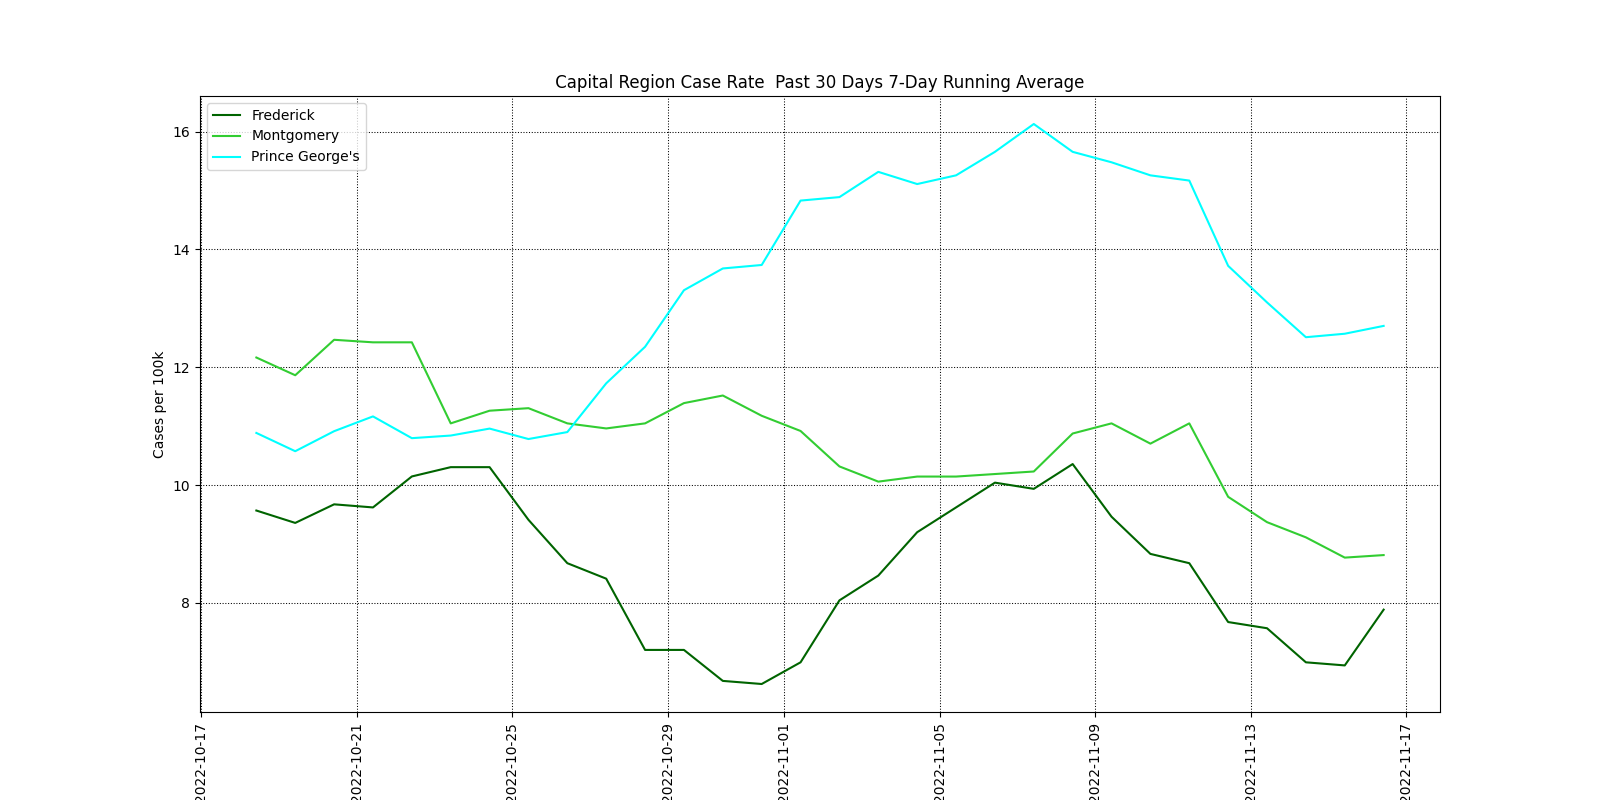 Capital Region Case Rate  Past 30 Days 7-Day Running Average
Frederick
Montgomery
Prince George's
16
14
12
10
8
Cases per 100k
2022-10-17
2022-10-21
2022-10-25
2022-10-29
2022-11-01
2022-11-05
2022-11-09
2022-11-13
2022-11-17